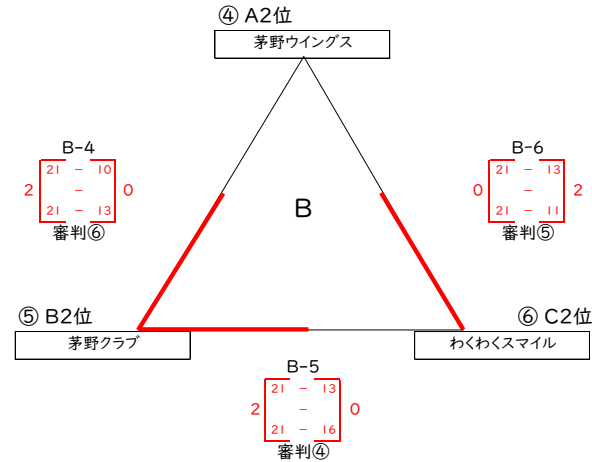 ④ A2位
茅野ウイングス
B-4
21 - 10
2 - 0
21 - 13
審判⑥
B-6
21 - 13
0 - 2
21 - 11
審判⑤
B
⑤ B2位
茅野クラブ
⑥ C2位
わくわくスマイル
B-5
21 - 13
2 - 0
21 - 16
審判④